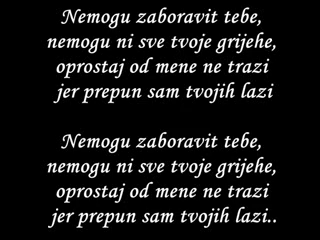 Nemogu zaboravit tebe,
nemogu ni sve tvoje grijehe,
oprostaj od mene ne trazi
jer prepun sam tvojih lazi
Nemogu zaboravit tebe,
nemogu ni sve tvoje grijehe,
oprostaj od mene ne trazi
jer prepun sam tvojih lazi..